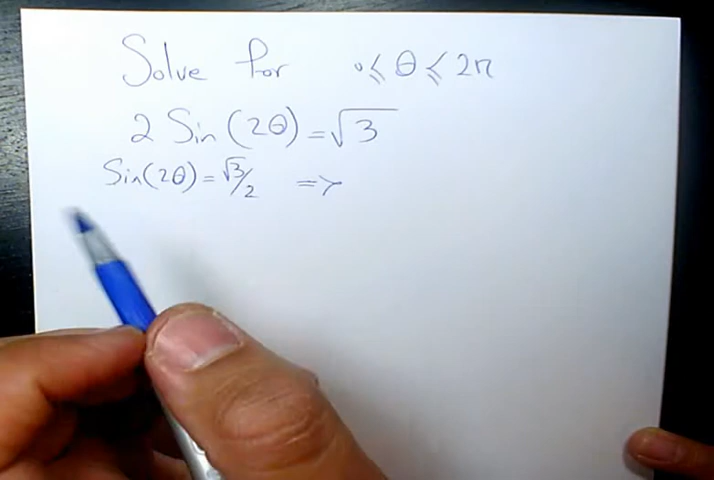 Solve for 0 ≤ θ ≤ 2π
2 Sin (2θ) = √3
Sin(2θ) = √3/2 =>